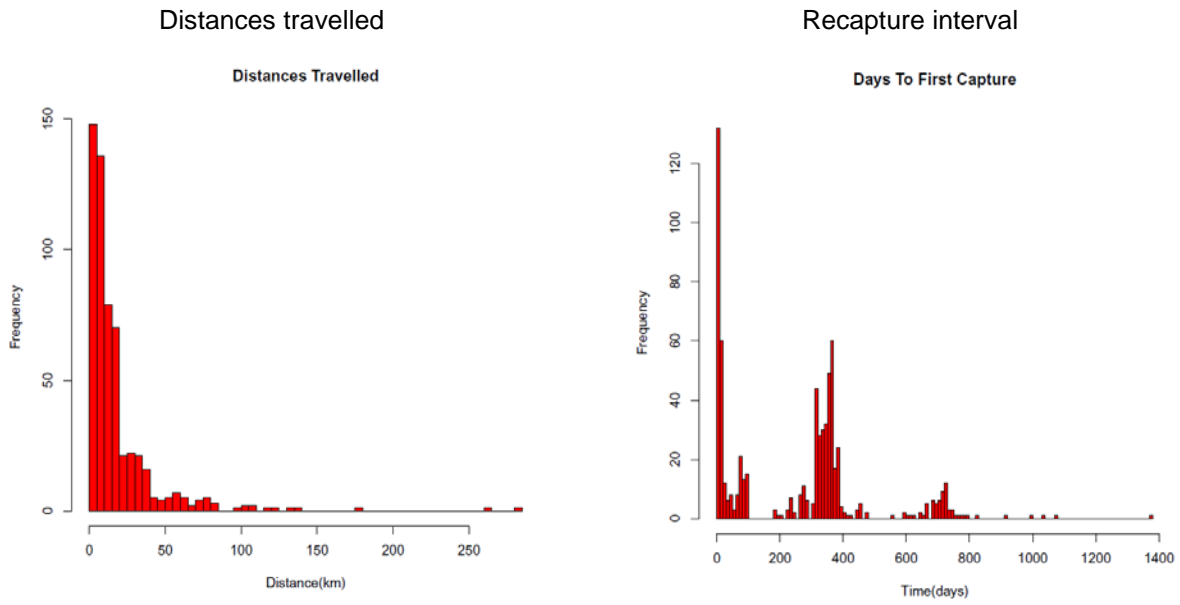 Distances travelled
Recapture interval
Distances Travelled
150
100
50
0
Frequency
0 50 100 150 200 250
Distance(km)
Days To First Capture
120
100
80
60
40
20
0
Frequency
0 200 400 600 800 1000 1200 1400
Time(days)